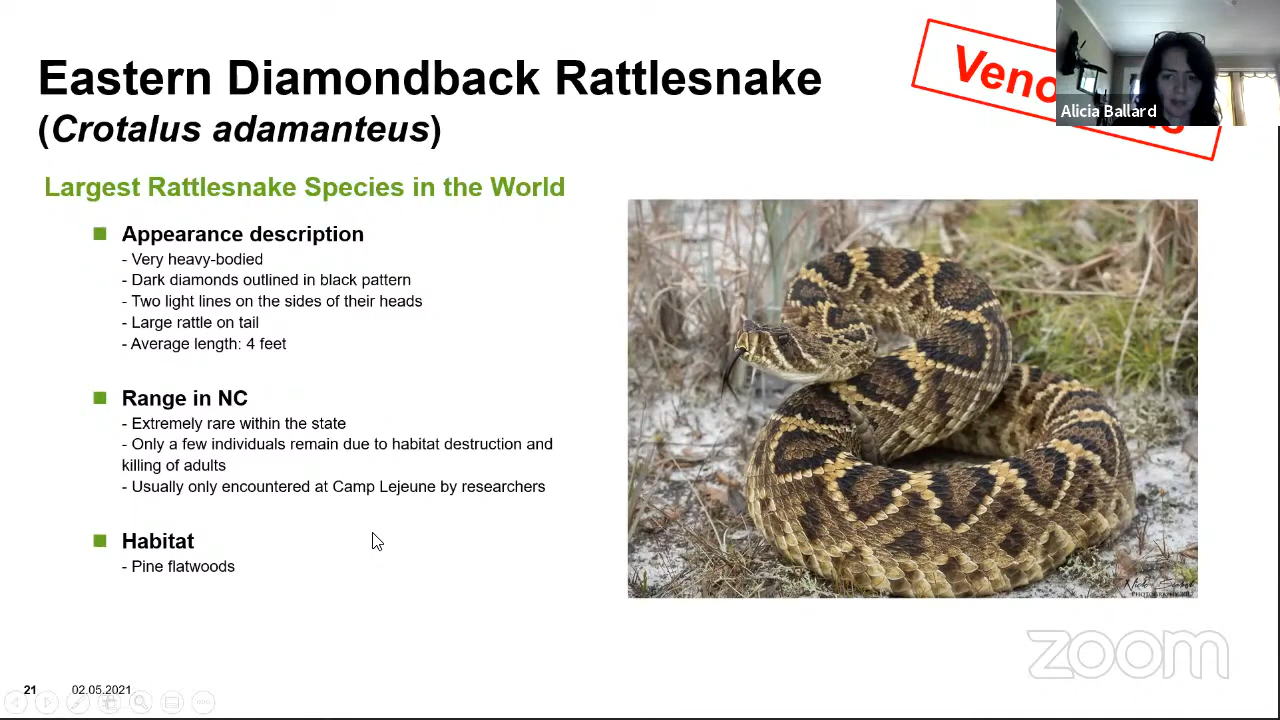 Eastern Diamondback Rattlesnake
(Crotalus adamanteus)
Alicia Ballard
Largest Rattlesnake Species in the World
Appearance description
- Very heavy-bodied
- Dark diamonds outlined in black pattern
- Two light lines on the sides of their heads
- Large rattle on tail
- Average length: 4 feet
Range in NC
- Extremely rare within the state
- Only a few individuals remain due to habitat destruction and
killing of adults
- Usually only encountered at Camp Lejeune by researchers
Habitat
- Pine flatwoods
zoom
21
02.05.2021